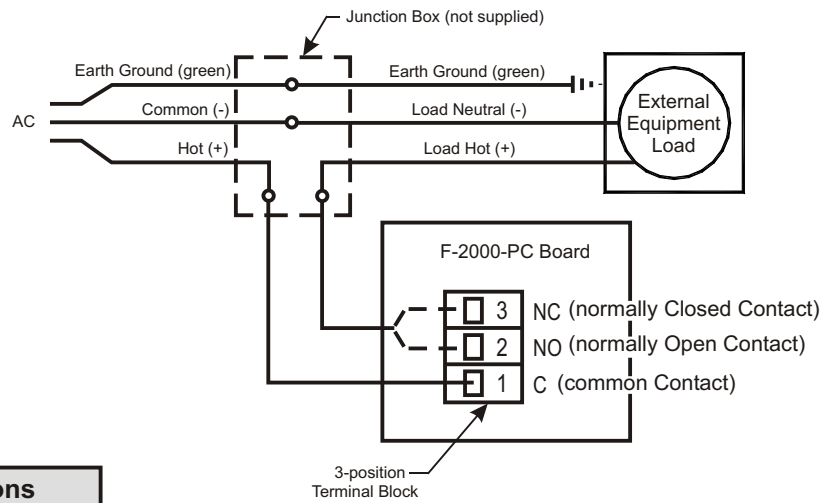 Junction Box (not supplied)
Earth Ground (green)
Earth Ground (green)
AC
Common (-)
Load Neutral (-)
Hot (+)
Load Hot (+)
External
Equipment
Load
F-2000-PC Board
3 NC (normally Closed Contact)
2 NO (normally Open Contact)
1 C (common Contact)
3-position
Terminal Block